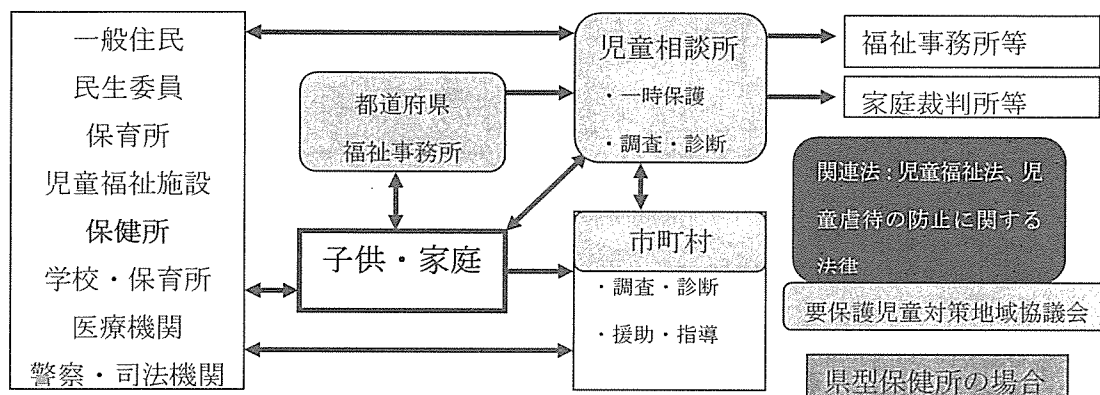 一般住民
民生委員
保育所
児童福祉施設
保健所
学校・保育所
医療機関
警察・司法機関
都道府県
福祉事務所
子供・家庭
児童相談所
・一時保護
・調査・診断
市町村
・調査・診断
・援助・指導
福祉事務所等
家庭裁判所等
関連法：児童福祉法、児
童虐待の防止に関する
法律
要保護児童対策地域協議会
県型保健所の場合